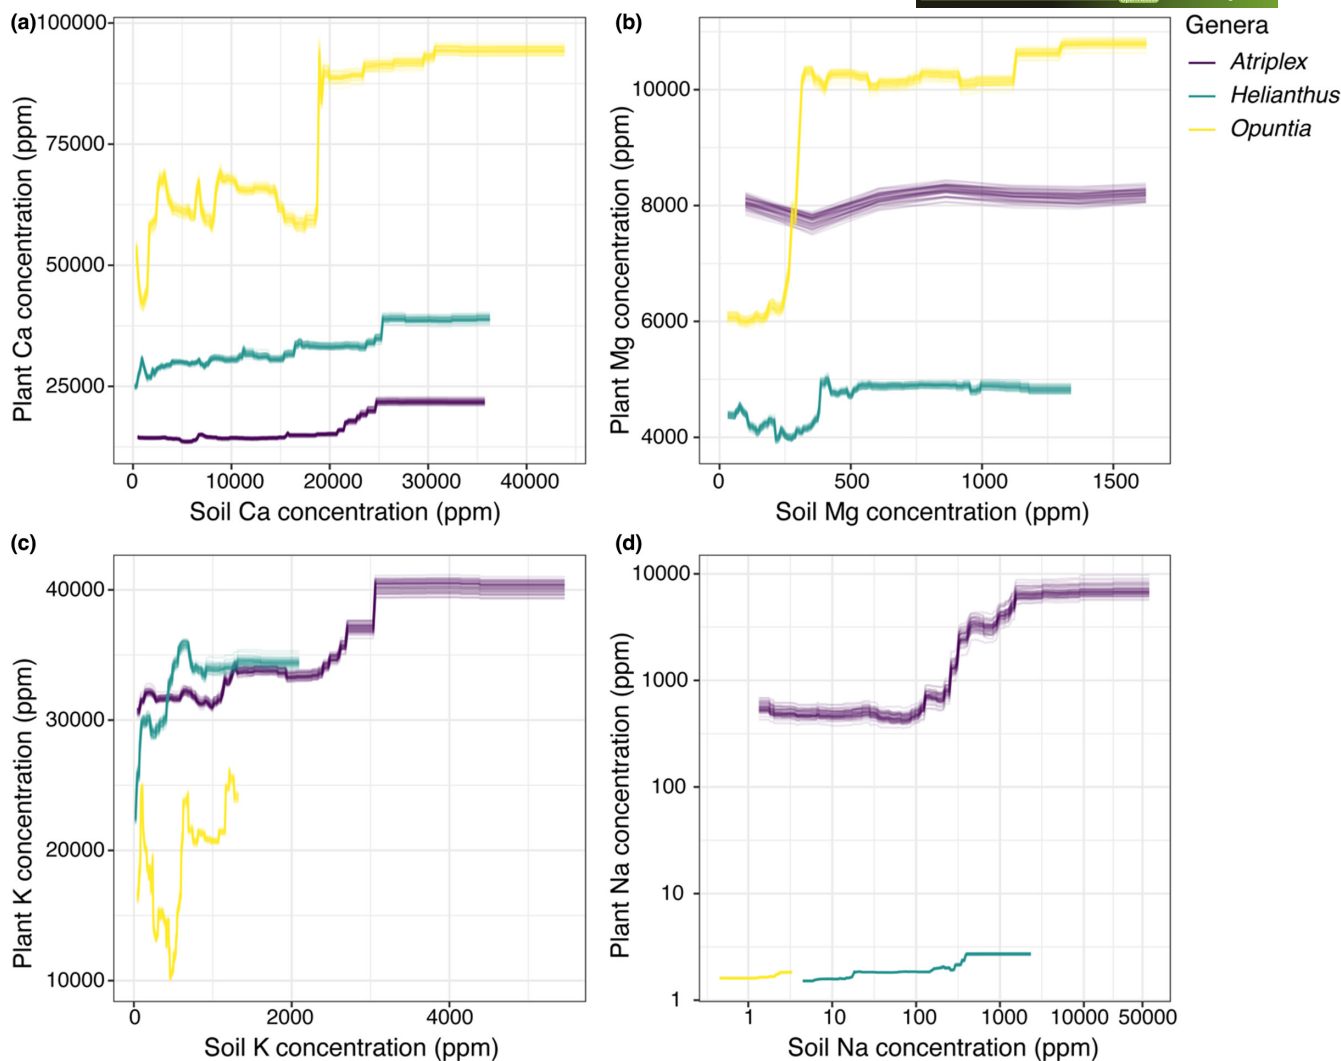 (a)
100000
75000
50000
25000
Plant Ca concentration (ppm)
0 10000 20000 30000 40000
Soil Ca concentration (ppm)
(b)
10000
8000
6000
4000
Plant Mg concentration (ppm)
0 500 1000 1500
Soil Mg concentration (ppm)
Genera
Atriplex
Helianthus
Opuntia
(c)
40000
30000
20000
10000
Plant K concentration (ppm)
0 2000 4000
Soil K concentration (ppm)
(d)
10000
1000
100
10
1
Plant Na concentration (ppm)
1 10 100 1000 10000 50000
Soil Na concentration (ppm)